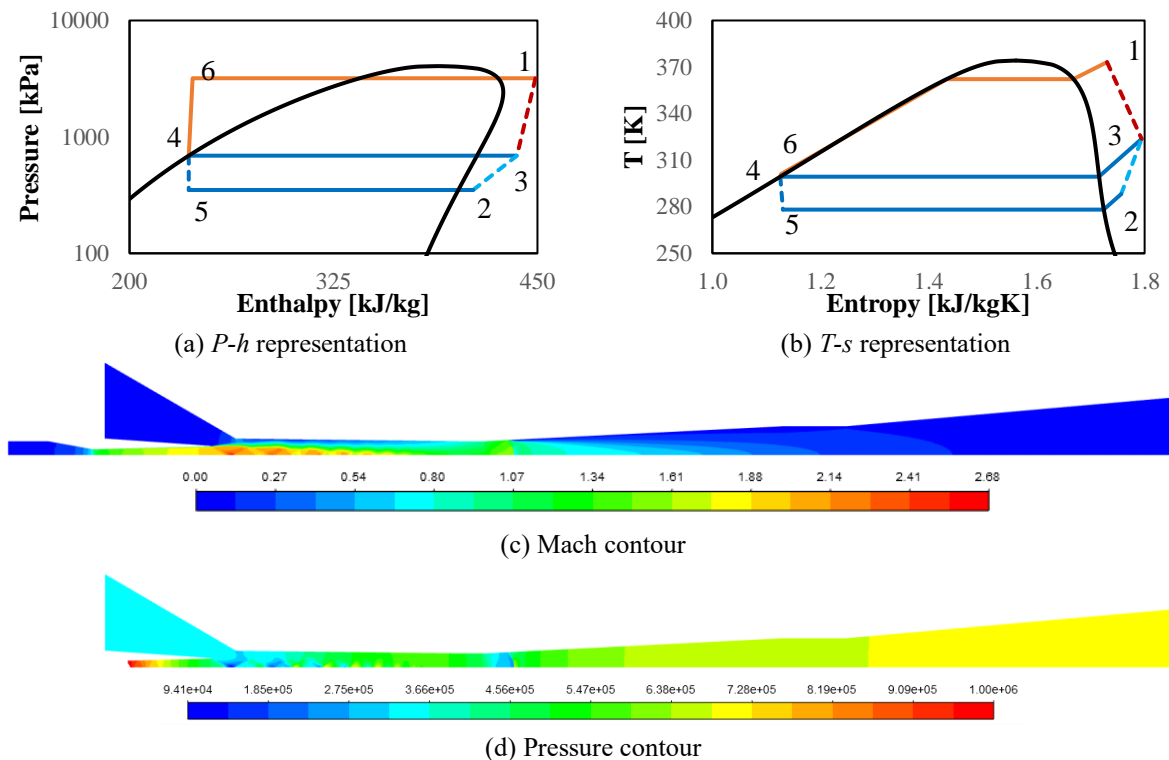 10000
1000
100
Pressure [kPa]
6
1
4
3
5
2
200
325
450
Enthalpy [kJ/kg]
(a) P-h representation
400
370
340
310
280
250
T [K]
1
6
3
4
5
2
1.0
1.2
1.4
1.6
1.8
Entropy [kJ/kgK]
(b) T-s representation
0.00 0.27 0.54 0.80 1.07 1.34 1.61 1.88 2.14 2.41 2.68
(c) Mach contour
9.41e+04 1.85e+05 2.75e+05 3.66e+05 4.56e+05 5.47e+05 6.38e+05 7.28e+05 8.19e+05 9.09e+05 1.00e+06
(d) Pressure contour